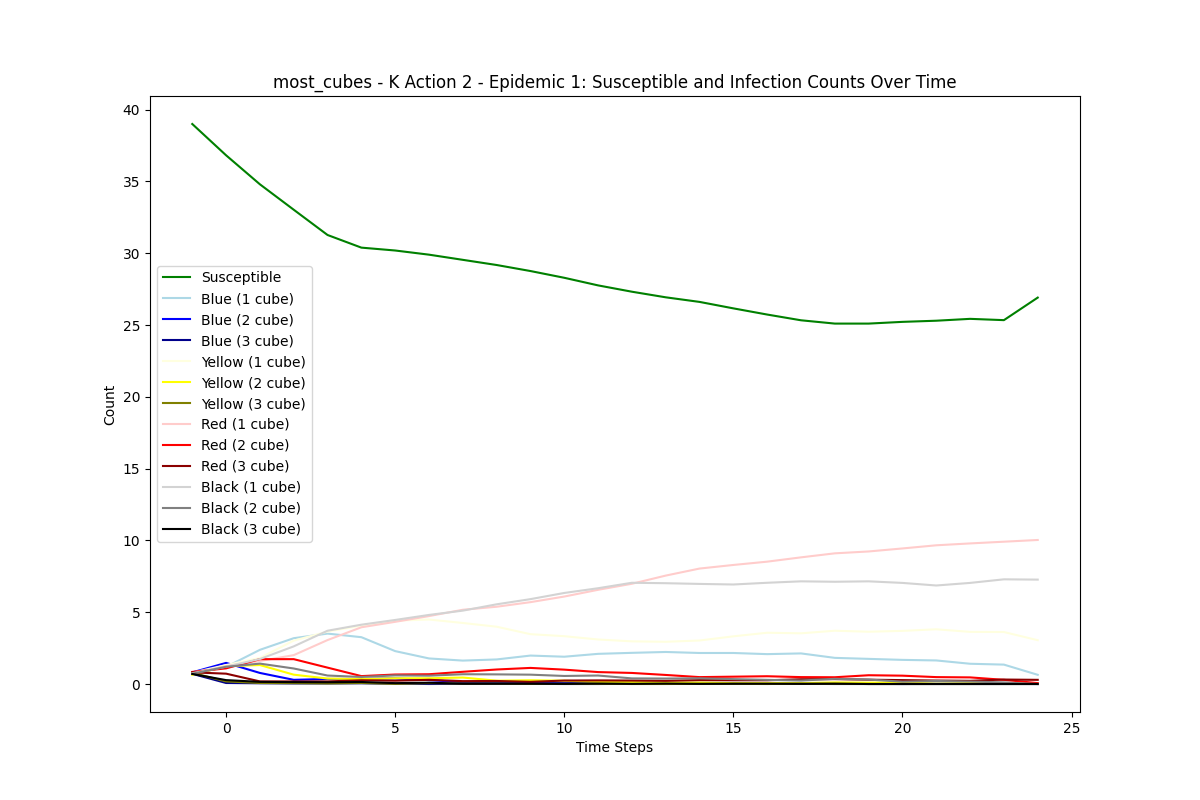 most_cubes - K Action 2 - Epidemic 1: Susceptible and Infection Counts Over Time
40
35
30
25
20
15
10
5
0
Count
Susceptible
Blue (1 cube)
Blue (2 cube)
Blue (3 cube)
Yellow (1 cube)
Yellow (2 cube)
Yellow (3 cube)
Red (1 cube)
Red (2 cube)
Red (3 cube)
Black (1 cube)
Black (2 cube)
Black (3 cube)
0 5 10 15 20 25
Time Steps